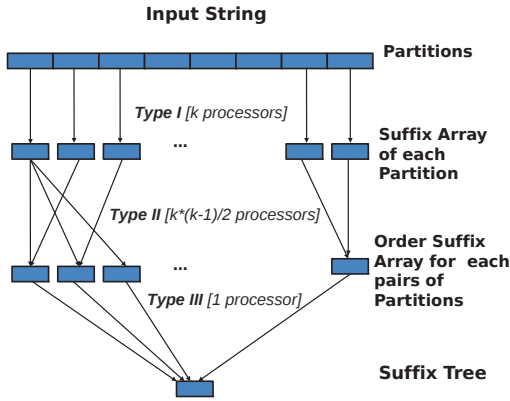 Input String
Partitions
Type I [k processors]
...
Suffix Array
of each
Partition
Type II [k*(k-1)/2 processors]
Order Suffix
Array for each
pairs of
Partitions
...
Type III [1 processor]
Suffix Tree